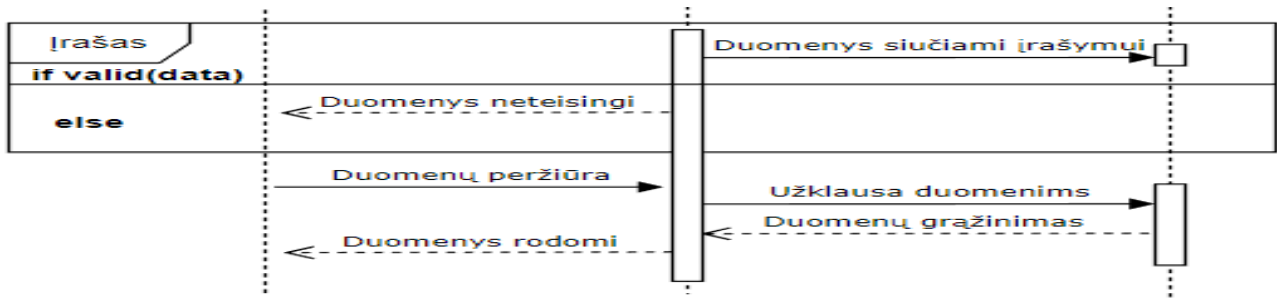 Įrašas
Duomenys siučiami įrašymui
if valid(data)
Duomenys neteisingi
else
Duomenų peržiūra
Užklausa duomenims
Duomenų grąžinimas
Duomenys rodomi